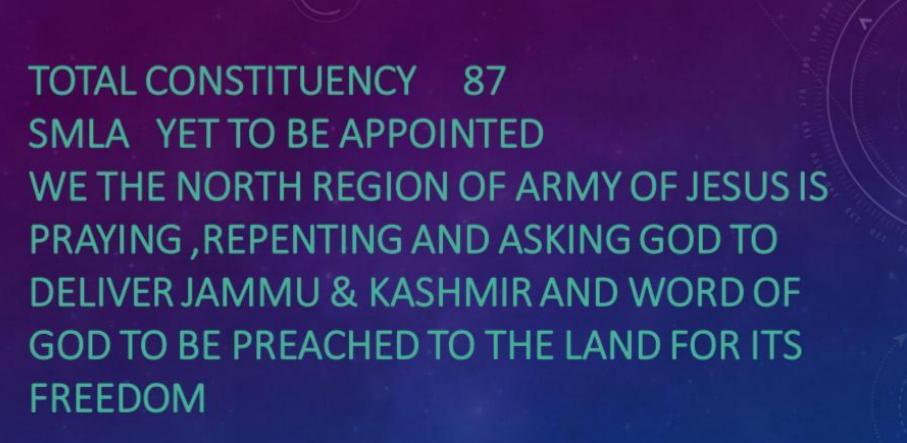 TOTAL CONSTITUENCY 87
SMLA YET TO BE APPOINTED
WE THE NORTH REGION OF ARMY OF JESUS IS
PRAYING ,REPENTING AND ASKING GOD TO
DELIVER JAMMU & KASHMIR AND WORD OF
GOD TO BE PREACHED TO THE LAND FOR ITS
FREEDOM